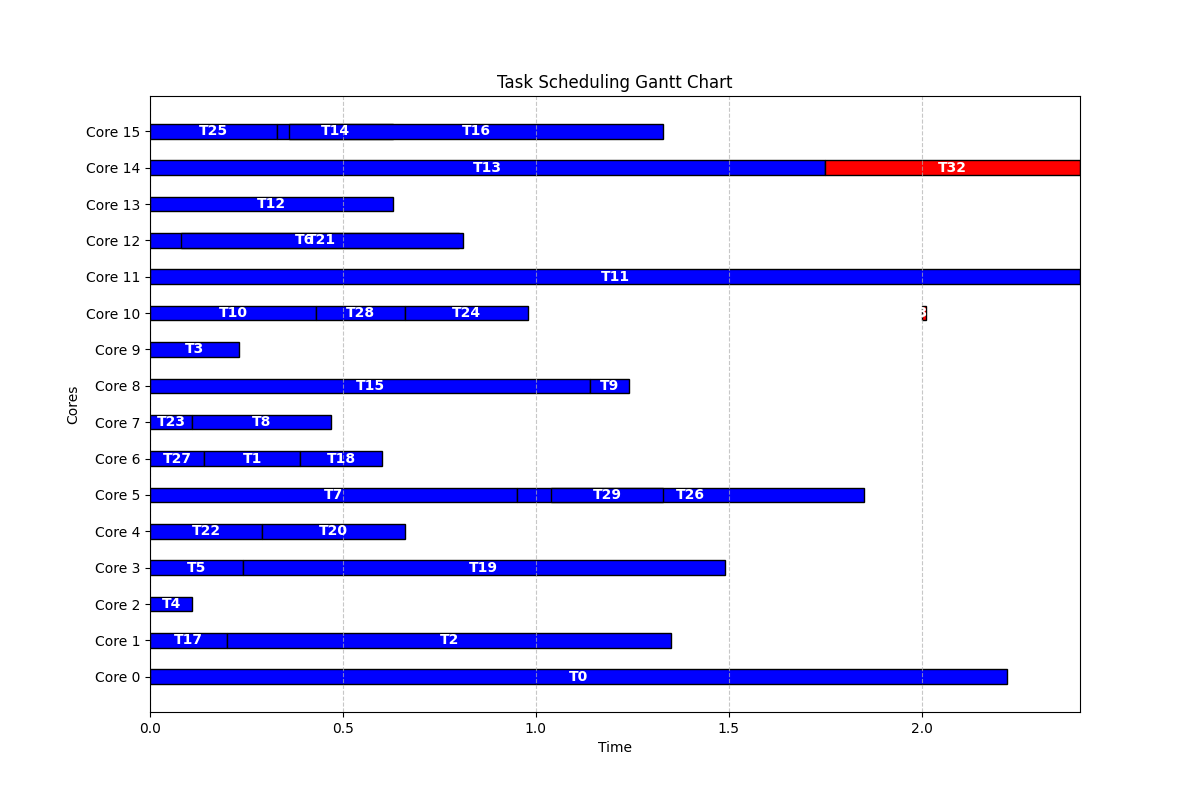 Task Scheduling Gantt Chart
Core 15 T25 T14 T16
Core 14 T13 T32
Core 13 T12
Core 12 T6 T21
Core 11 T11
Core 10 T10 T28 T24
Core 9 T3
Core 8 T15 T9
Core 7 T23 T8
Core 6 T27 T1 T18
Core 5 T7 T29 T26
Core 4 T22 T20
Core 3 T5 T19
Core 2 T4
Core 1 T17 T2
Core 0 T0
Cores
0.0 0.5 1.0 1.5 2.0
Time